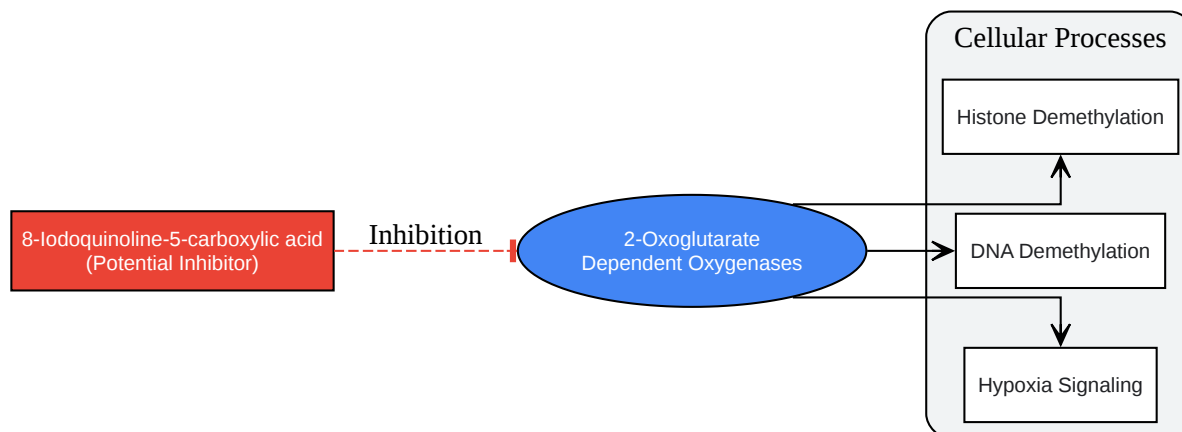 Cellular Processes
Histone Demethylation
8-Iodoquinoline-5-carboxylic acid
(Potential Inhibitor)
Inhibition
2-Oxoglutarate
Dependent Oxygenases
DNA Demethylation
Hypoxia Signaling